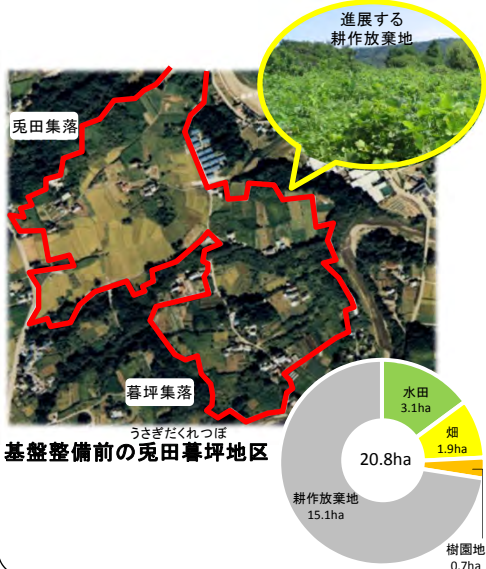 進展する
耕作放棄地
兎田集落
暮坪集落
うさぎだくれつぼ
基盤整備前の兎田暮坪地区
水田
3.1ha
畑
1.9ha
20.8ha
耕作放棄地
15.1ha
樹園地
0.7ha